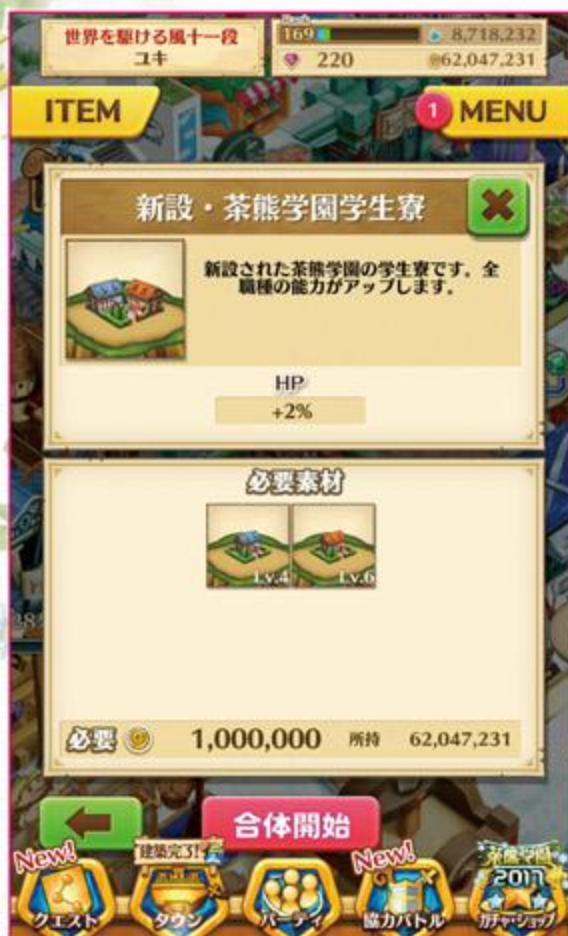 世界を駆ける風十一段
ユキ
Rank
169
8,718,232
220
62,047,231
ITEM
1
MENU
新設・茶熊学園学生寮
新設された茶熊学園の学生寮です。全
職種の能力がアップします。
HP
+2%
必要素材
Lv.4
Lv.6
必要
1,000,000
所持
62,047,231
合体開始
New!
クエスト
建築完了!
タウン
パーティ
New!
協力バトル
茶熊学園
2017
ガチャ・ショップ